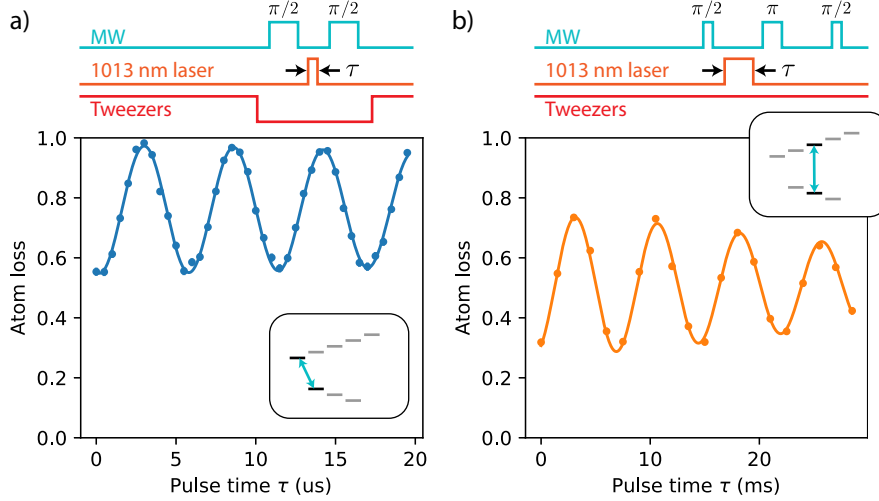 a)
π/2 π/2
MW
1013 nm laser
τ
Tweezers
1.0
0.8
0.6
0.4
0.2
0.0
Atom loss
0 5 10 15 20
Pulse time τ (us)
b)
π/2 π π/2
MW
1013 nm laser
τ
Tweezers
1.0
0.8
0.6
0.4
0.2
0.0
Atom loss
0 10 20
Pulse time τ (ms)